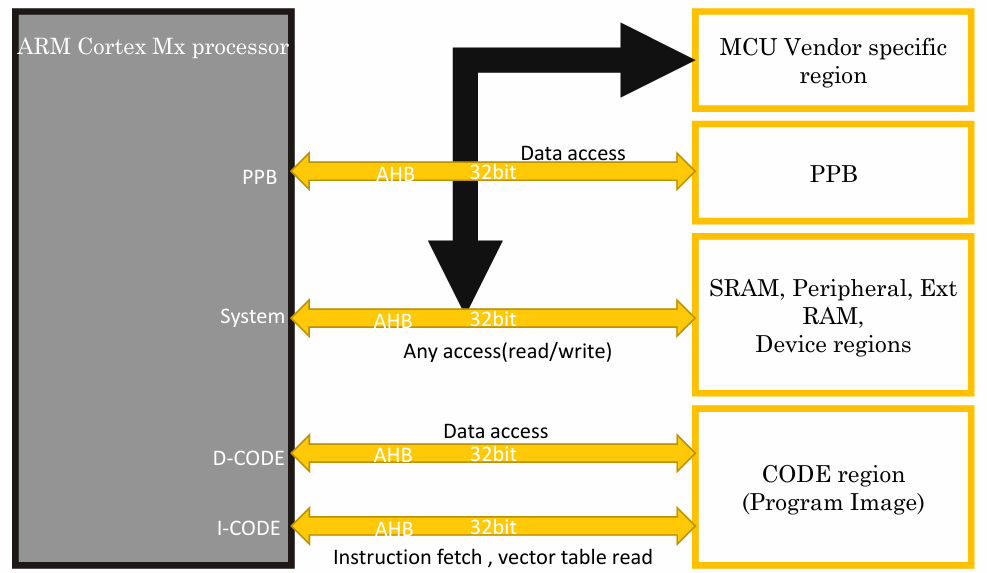 ARM Cortex Mx processor
MCU Vendor specific
region
Data access
PPB
AHB
32bit
PPB
System
AHB
32bit
Any access(read/write)
SRAM, Peripheral, Ext
RAM,
Device regions
Data access
D-CODE
AHB
32bit
CODE region
(Program Image)
I-CODE
AHB
32bit
Instruction fetch , vector table read